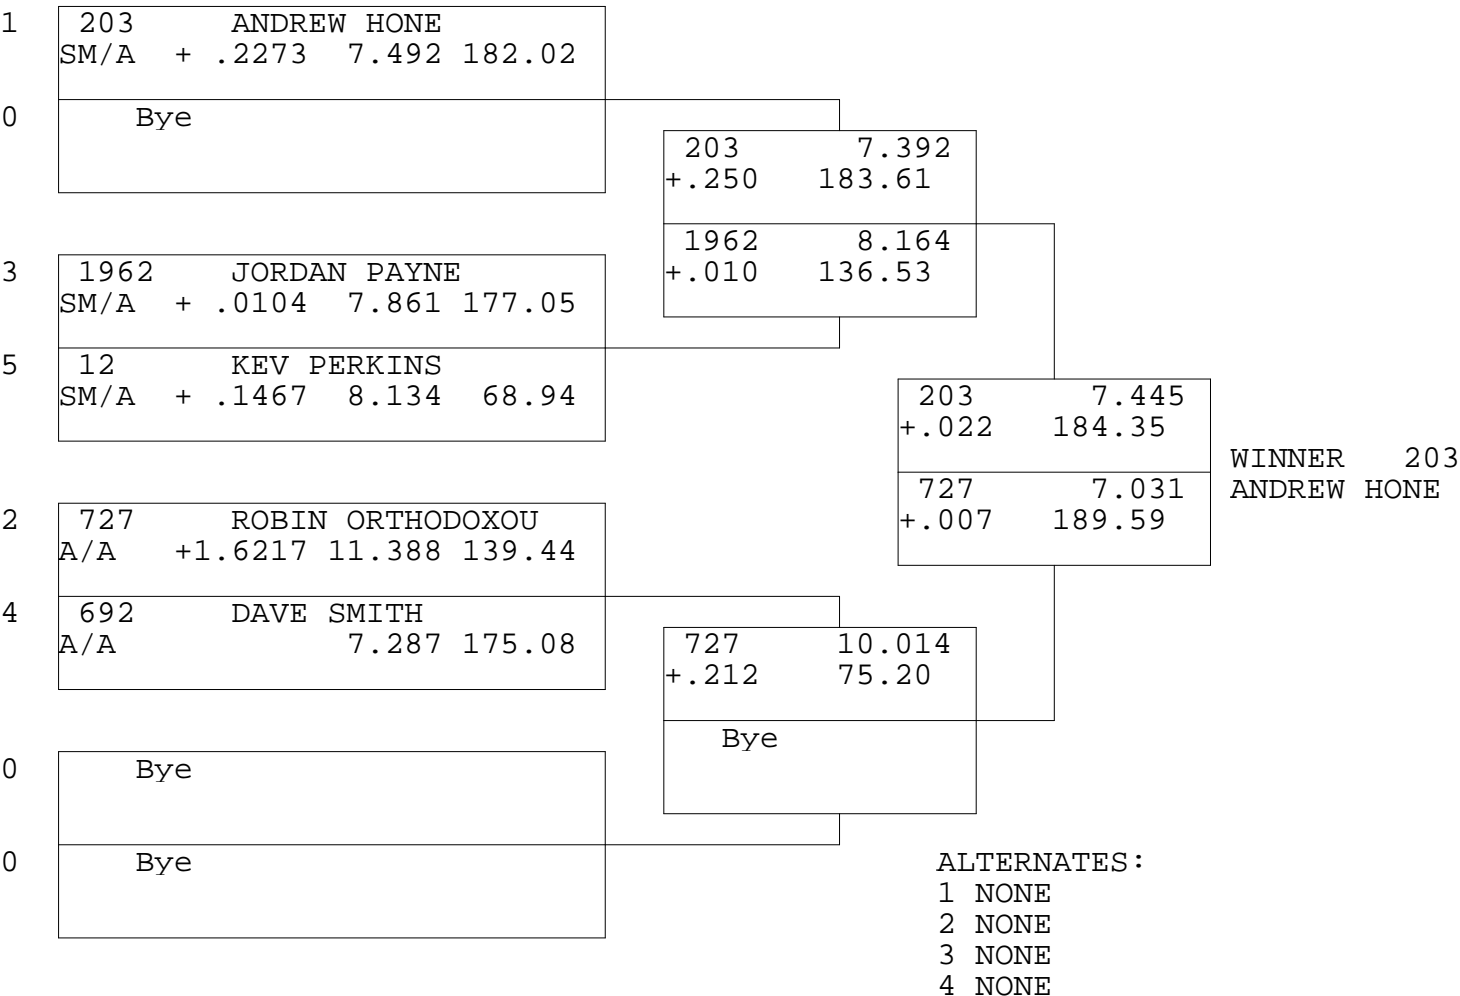 1 203 ANDREW HONE
SM/A + .2273 7.492 182.02
0 Bye
203 7.392
+.250 183.61
1962 8.164
+.010 136.53
3 1962 JORDAN PAYNE
SM/A + .0104 7.861 177.05
5 12 KEV PERKINS
SM/A + .1467 8.134 68.94
203 7.445
+.022 184.35
727 7.031
+.007 189.59
WINNER 203
ANDREW HONE
2 727 ROBIN ORTHODOXOU
A/A +1.6217 11.388 139.44
4 692 DAVE SMITH
A/A 7.287 175.08
727 10.014
+.212 75.20
Bye
0 Bye
0 Bye
ALTERNATES:
1 NONE
2 NONE
3 NONE
4 NONE